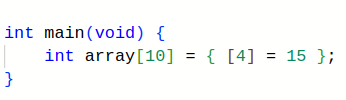 int main(void) {
    int array[10] = { [4] = 15 };
}